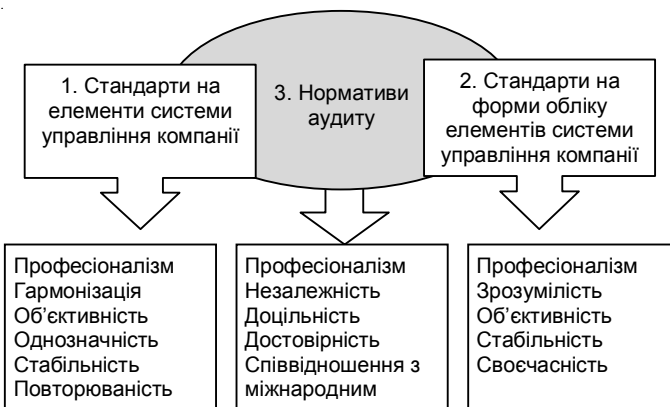 1. Стандарти на
елементи системи
управління компанії
3. Нормативи
аудиту
2. Стандарти на
форми обліку
елементів системи
управління компанії
Професіоналізм
Гармонізація
Об’єктивність
Однозначність
Стабільність
Повторюваність
Професіоналізм
Незалежність
Доцільність
Достовірність
Співвідношення з
міжнародним
Професіоналізм
Зрозумілість
Об’єктивність
Стабільність
Своєчасність